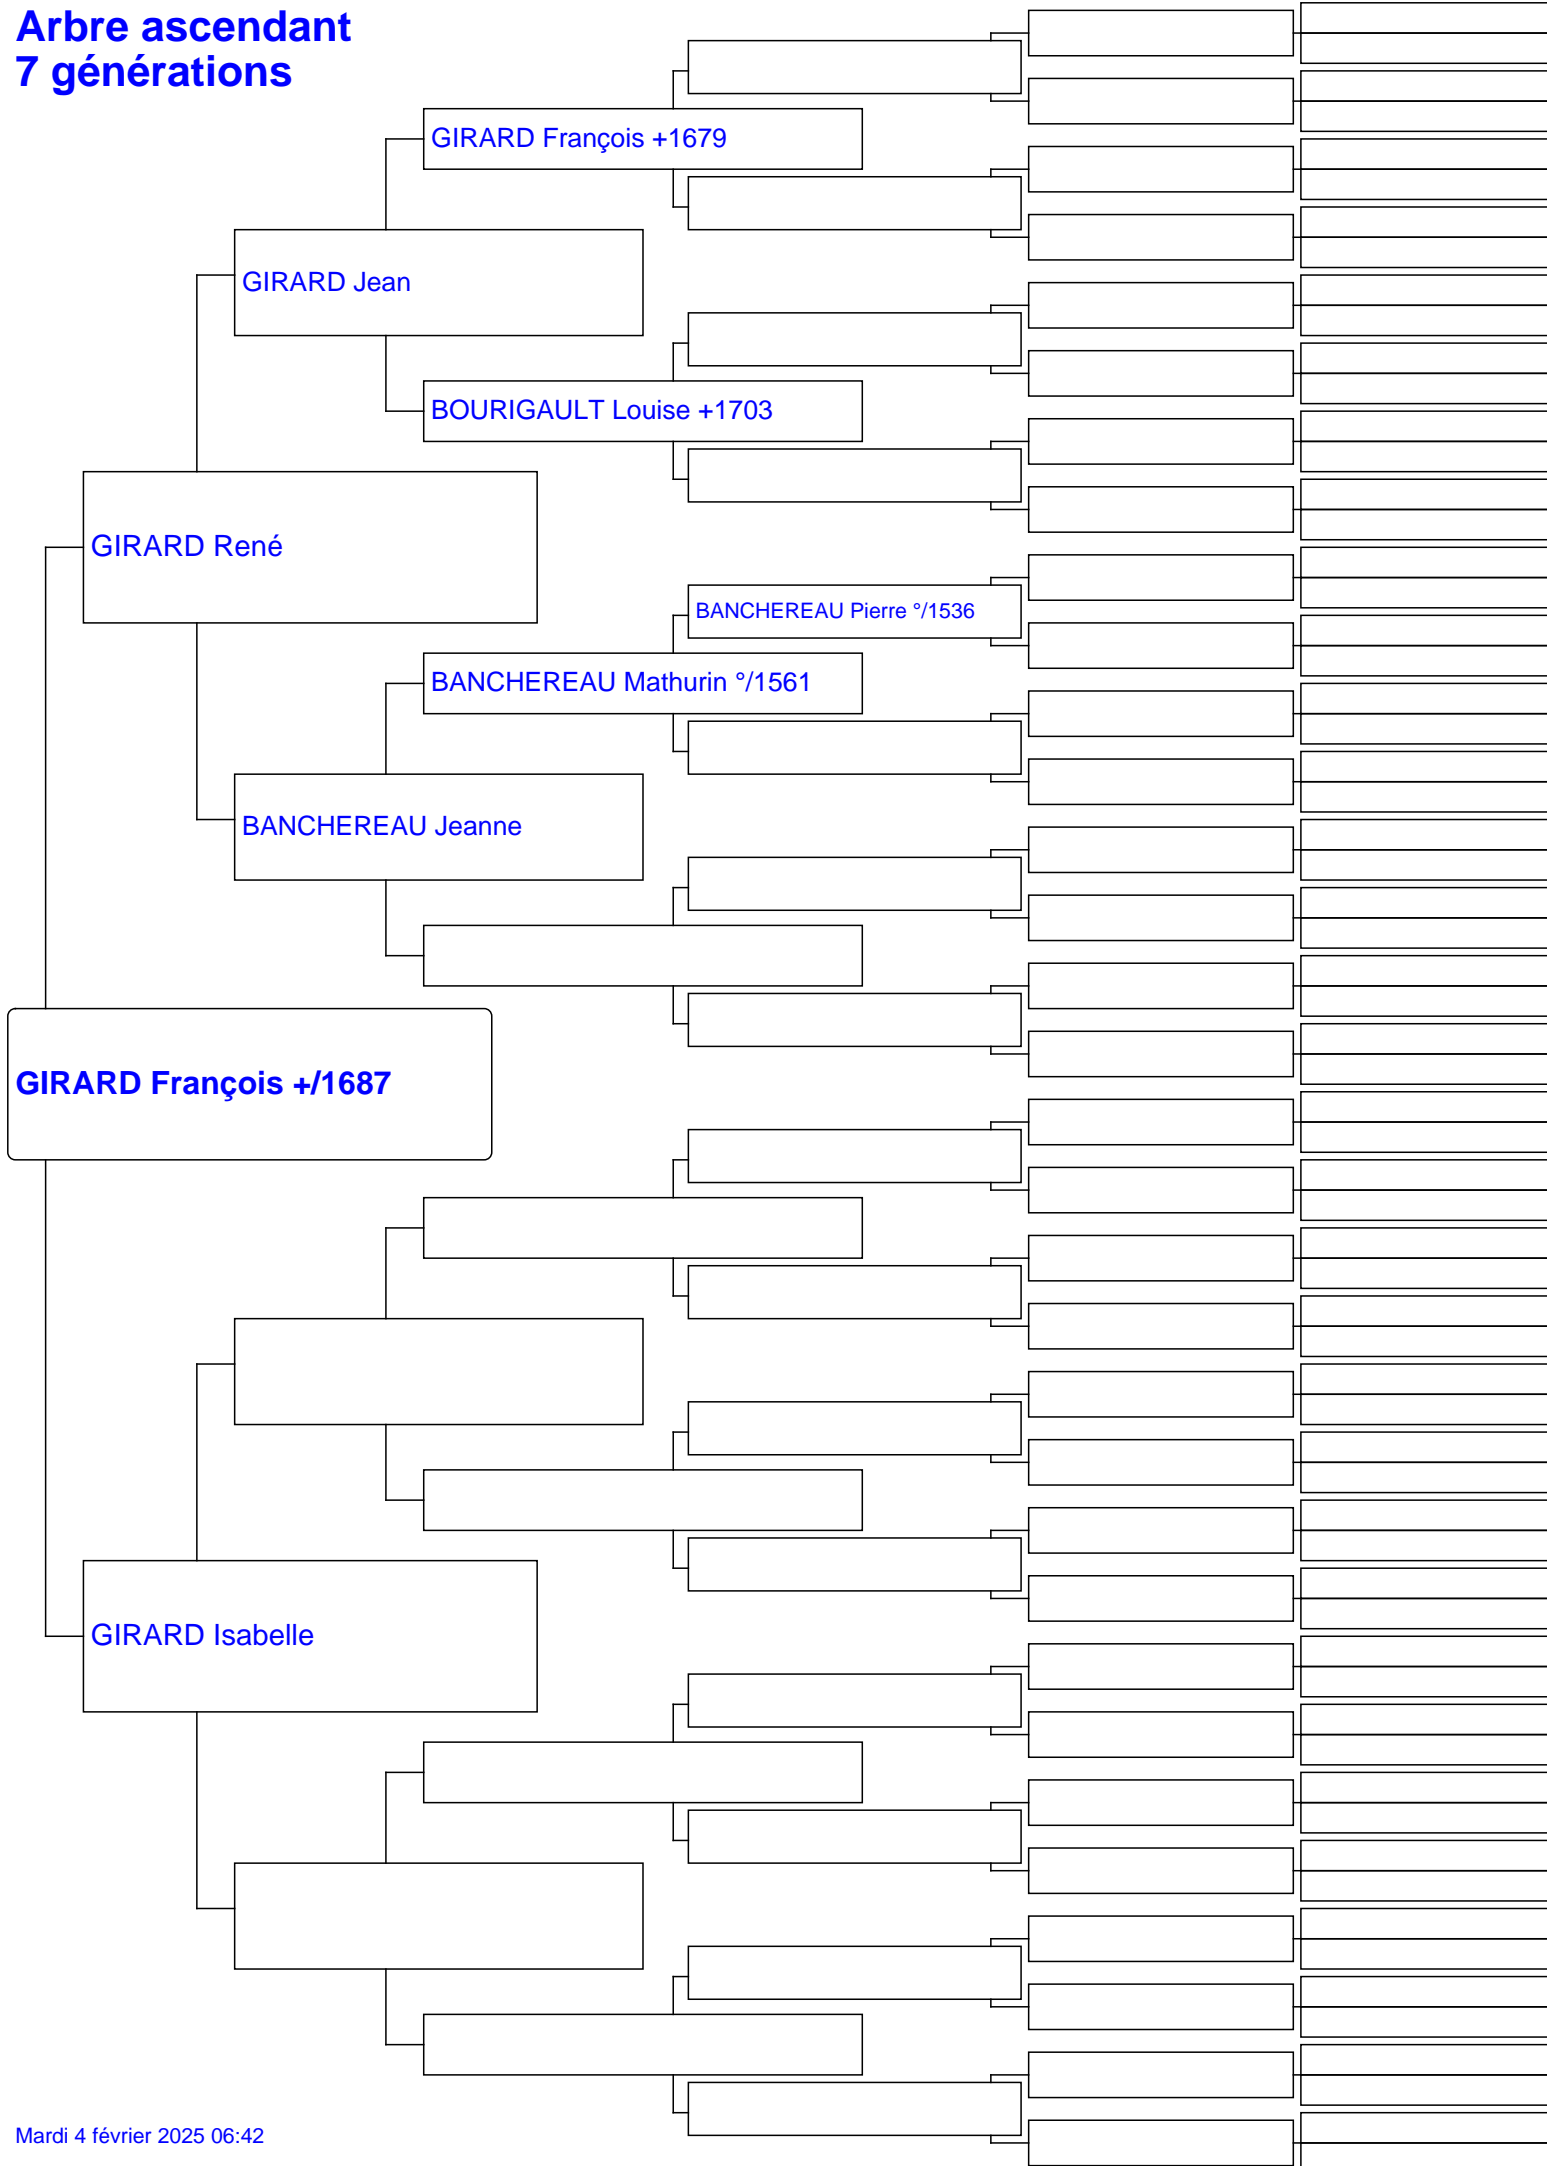 Arbre ascendant
7 générations
GIRARD François +1679
GIRARD Jean
BOURIGAULT Louise +1703
GIRARD René
BANCHEREAU Pierre °/1536
BANCHEREAU Mathurin °/1561
BANCHEREAU Jeanne
GIRARD François +/1687
GIRARD Isabelle
Mardi 4 février 2025 06:42